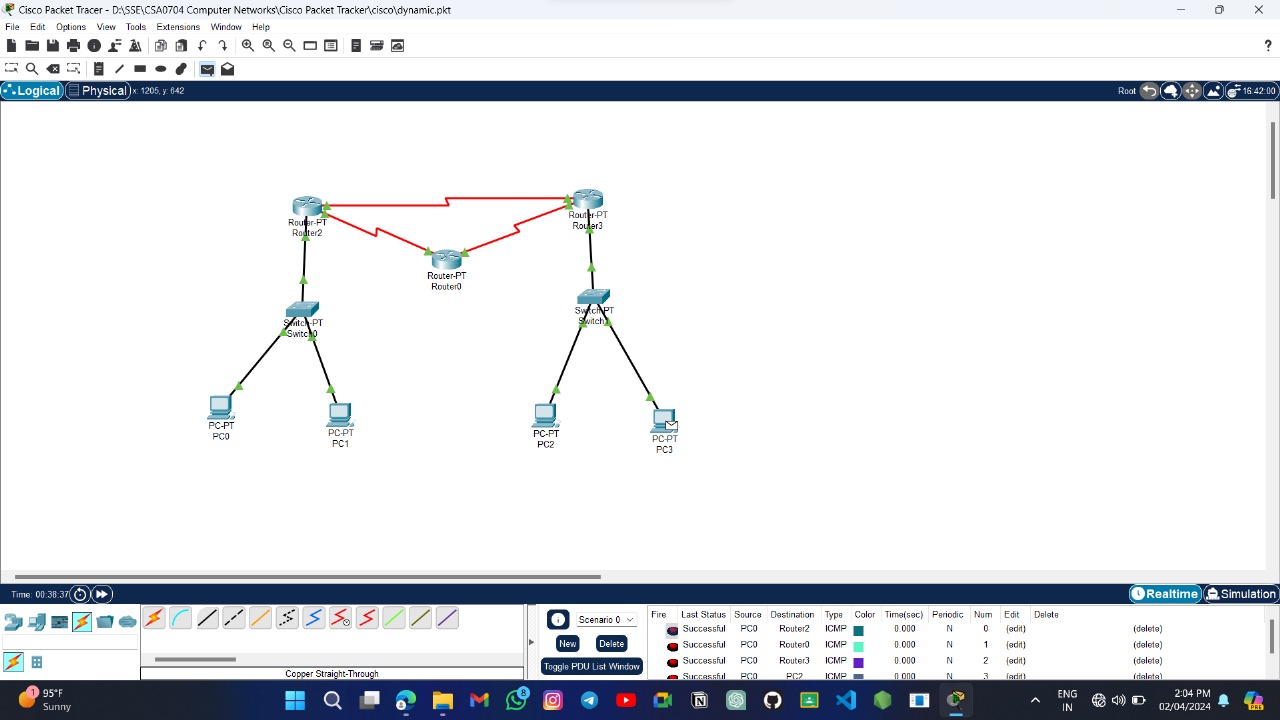 Cisco Packet Tracer - D:\SSE\CSA0704 Computer Networks\Cisco Packet Tracker\cisco\dynamic.pkt
File Edit Options View Tools Extensions Window Help
?
Logical Physical x: 1205, y: 642 Root 16:42:00
Router-PT
Router2
Router-PT
Router3
Router-PT
Router0
Switch-PT
Switch0
Switch-PT
PC-PT
PC0
PC-PT
PC1
PC-PT
PC2
PC-PT
PC3
Time: 00:38:37 Realtime Simulation
Scenario 0
New Delete
Toggle PDU List Window
Copper Straight-Through
Fire Last Status Source Destination Type Color Time(sec) Periodic Num Edit Delete
Successful PC0 Router2 ICMP 0.000 N 0 (edit) (delete)
Successful PC0 Router0 ICMP 0.000 N 1 (edit) (delete)
Successful PC0 Router3 ICMP 0.000 N 2 (edit) (delete)
Successful PC0 PC2 ICMP 0.000 N 3 (edit) (delete)
1
95°F
Sunny
8
ENG
IN
2:04 PM
02/04/2024
PRE